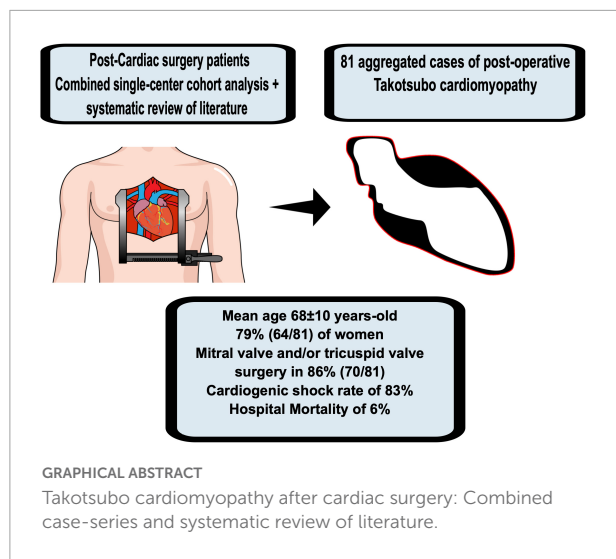 Post-Cardiac surgery patients
Combined single-center cohort analysis +
systematic review of literature
81 aggregated cases of post-operative
Takotsubo cardiomyopathy
Mean age 68±10 years-old
79% (64/81) of women
Mitral valve and/or tricuspid valve
surgery in 86% (70/81)
Cardiogenic shock rate of 83%
Hospital Mortality of 6%
GRAPHICAL ABSTRACT
Takotsubo cardiomyopathy after cardiac surgery: Combined
case-series and systematic review of literature.